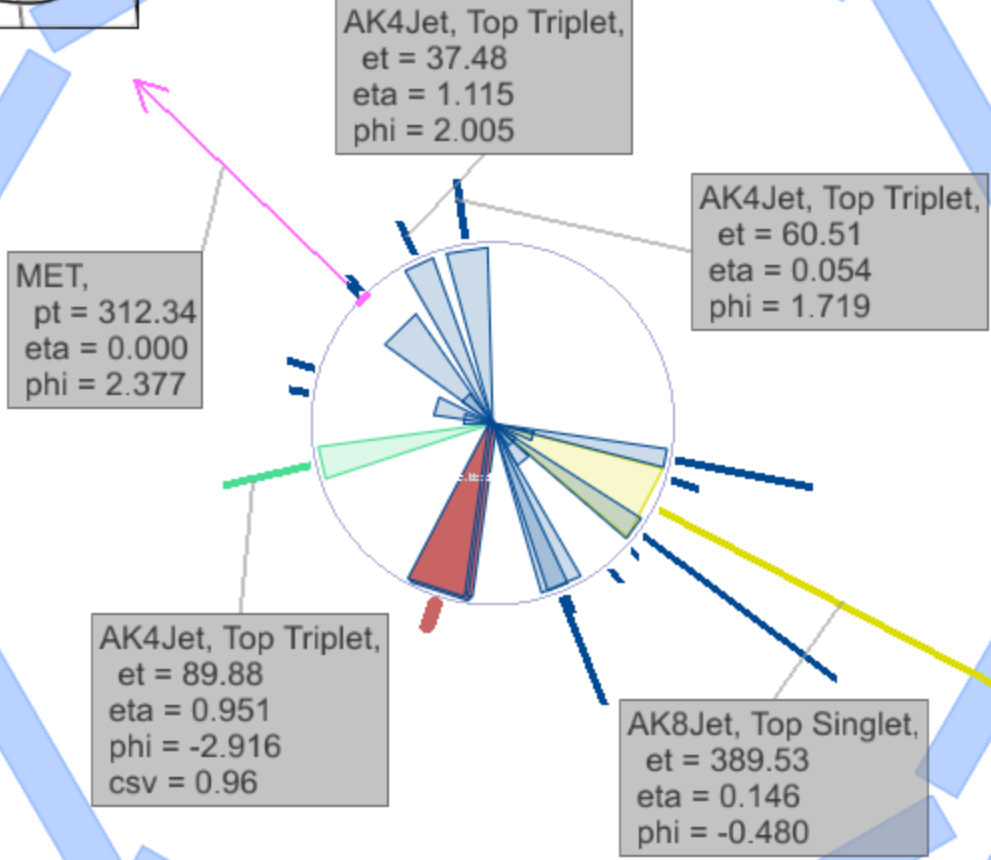 AK4Jet, Top Triplet,
et = 37.48
eta = 1.115
phi = 2.005
AK4Jet, Top Triplet,
et = 60.51
eta = 0.054
phi = 1.719
MET,
pt = 312.34
eta = 0.000
phi = 2.377
AK4Jet, Top Triplet,
et = 89.88
eta = 0.951
phi = -2.916
csv = 0.96
AK8Jet, Top Singlet,
et = 389.53
eta = 0.146
phi = -0.480